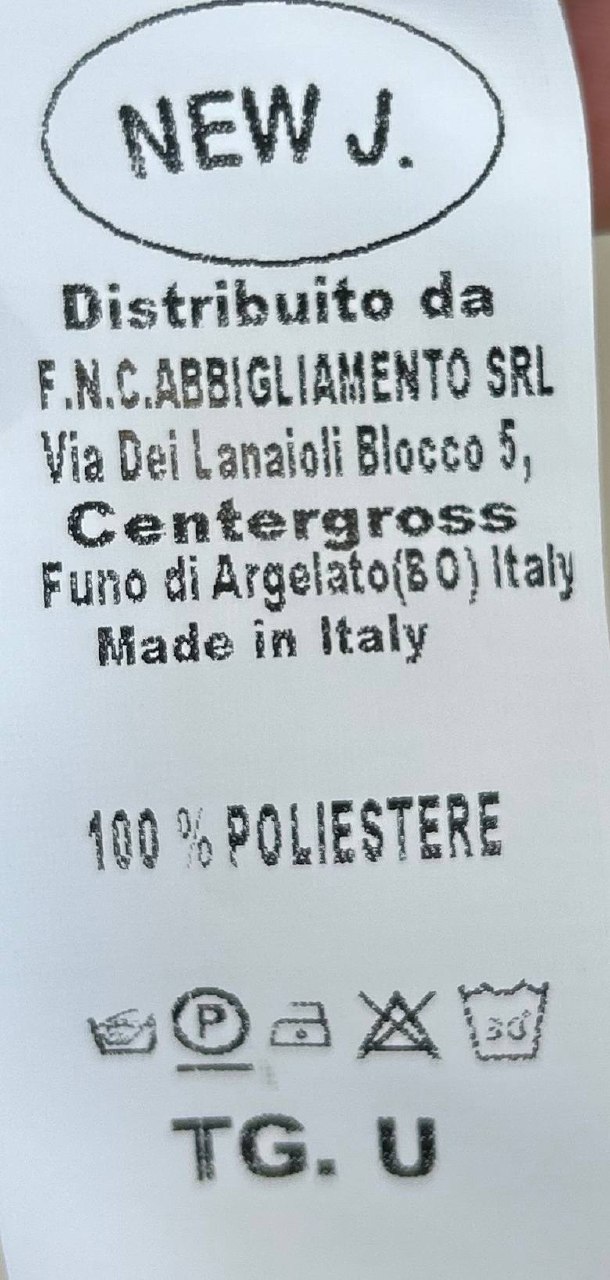 NEW J.
Distribuito da
F.N.C.ABBIGLIAMENTO SRL
Via Dei Lanaioli Blocco 5,
Centergross
Funo di Argelato(BO) Italy
Made in Italy
100 % POLIESTERE
P 30°
TG. U